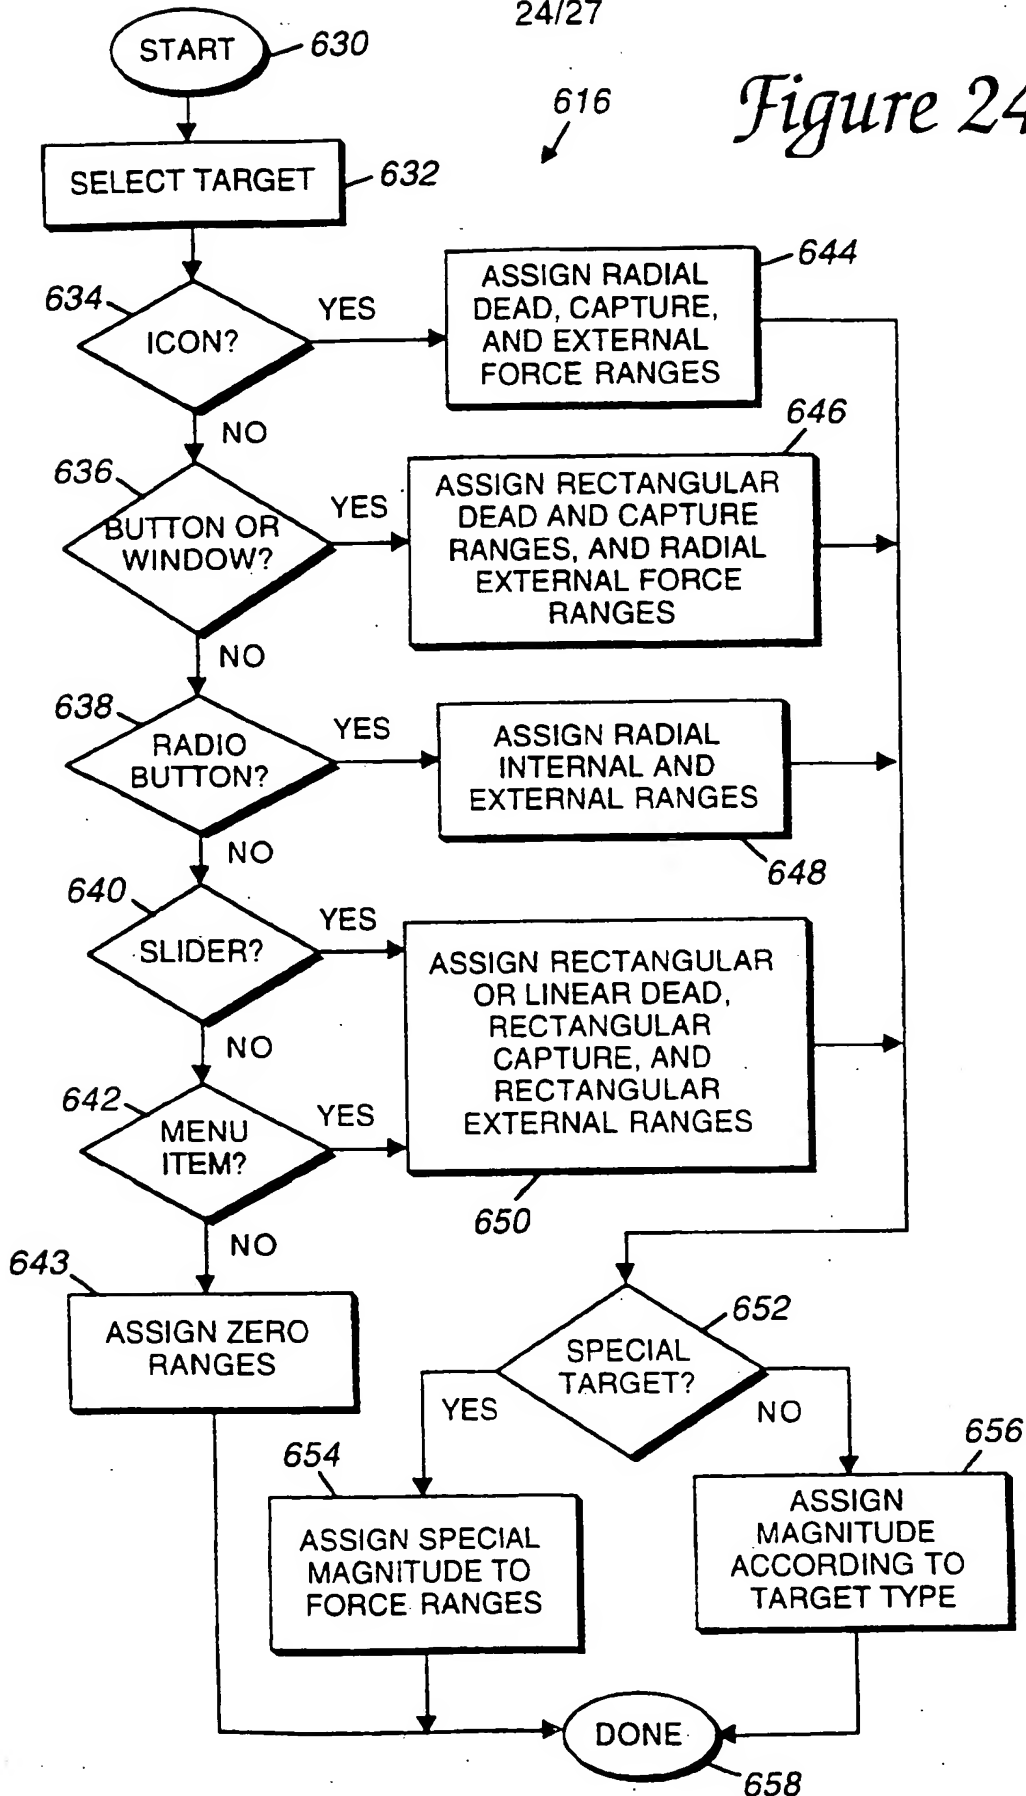 24/27
START
630
616
Figure 24
SELECT TARGET
632
634
ICON?
YES
NO
644
ASSIGN RADIAL
DEAD, CAPTURE,
AND EXTERNAL
FORCE RANGES
636
BUTTON OR
WINDOW?
YES
NO
646
ASSIGN RECTANGULAR
DEAD AND CAPTURE
RANGES, AND RADIAL
EXTERNAL FORCE
RANGES
638
RADIO
BUTTON?
YES
NO
ASSIGN RADIAL
INTERNAL AND
EXTERNAL RANGES
648
640
SLIDER?
YES
NO
ASSIGN RECTANGULAR
OR LINEAR DEAD,
RECTANGULAR
CAPTURE, AND
RECTANGULAR
EXTERNAL RANGES
650
642
MENU
ITEM?
YES
NO
643
ASSIGN ZERO
RANGES
652
SPECIAL
TARGET?
YES
NO
654
ASSIGN SPECIAL
MAGNITUDE TO
FORCE RANGES
656
ASSIGN
MAGNITUDE
ACCORDING TO
TARGET TYPE
DONE
658